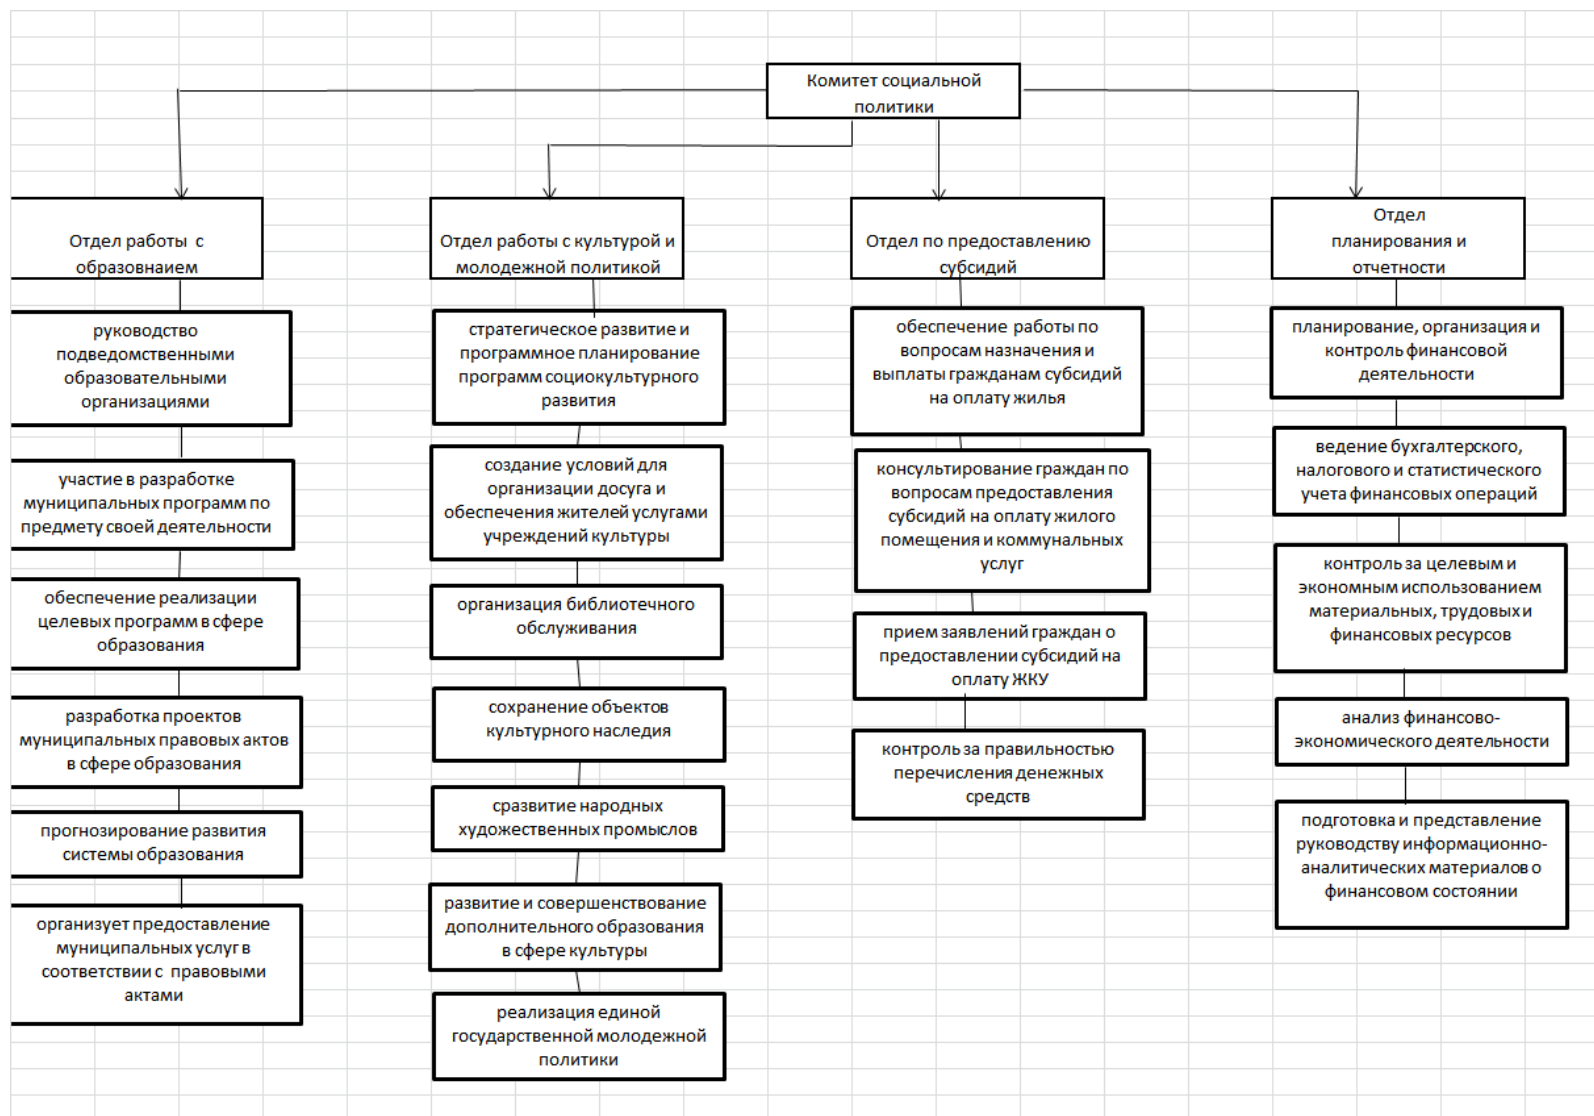 Комитет социальной
политики
Отдел работы  с
образовнаием
руководство
подведомственными
образовательными
организациями
участие в разработке
муниципальных программ по
предмету своей деятельности
обеспечение реализации
целевых программ в сфере
образования
разработка проектов
муниципальных правовых актов
в сфере образования
прогнозирование развития
системы образования
организует предоставление
муниципальных услуг в
соответствии с  правовыми
актами
Отдел работы с культурой и
молодежной политикой
стратегическое развитие и
программное планирование
программ социокультурного
развития
создание условий для
организации досуга и
обеспечения жителей услугами
учреждений культуры
организация библиотечного
обслуживания
сохранение объектов
культурного наследия
сразвитие народных
художественных промыслов
развитие и совершенствование
дополнительного образования
в сфере культуры
реализация единой
государственной молодежной
политики
Отдел по предоставлению
субсидий
обеспечение работы по
вопросам назначения и
выплаты гражданам субсидий
на оплату жилья
консультирование граждан по
вопросам предоставления
субсидий на оплату жилого
помещения и коммунальных
услуг
прием заявлений граждан о
предоставлении субсидий на
оплату ЖКУ
контроль за правильностью
перечисления денежных
средств
Отдел
планирования и
отчетности
планирование, организация и
контроль финансовой
деятельности
ведение бухгалтерского,
налогового и статистического
учета финансовых операций
контроль за целевым и
экономным использованием
материальных, трудовых и
финансовых ресурсов
анализ финансово-
экономического деятельности
подготовка и представление
руководству информационно-
аналитических материалов о
финансовом состоянии